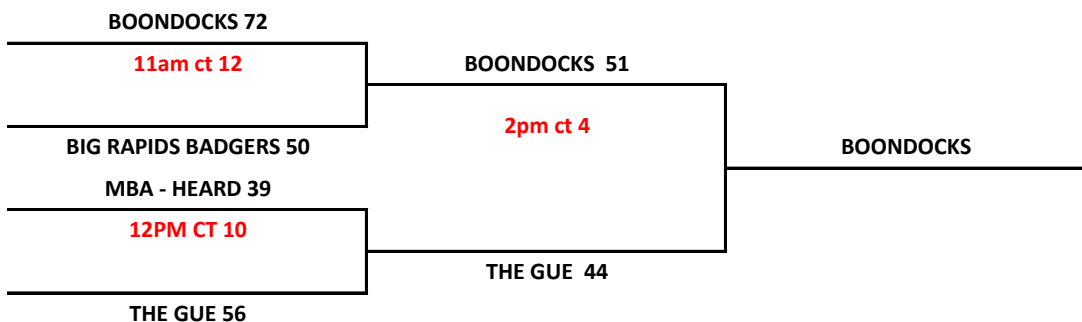 BOONDOCKS 72
11am ct 12
BOONDOCKS 51
2pm ct 4
BIG RAPIDS BADGERS 50
BOONDOCKS
MBA - HEARD 39
12PM CT 10
THE GUE 44
THE GUE 56